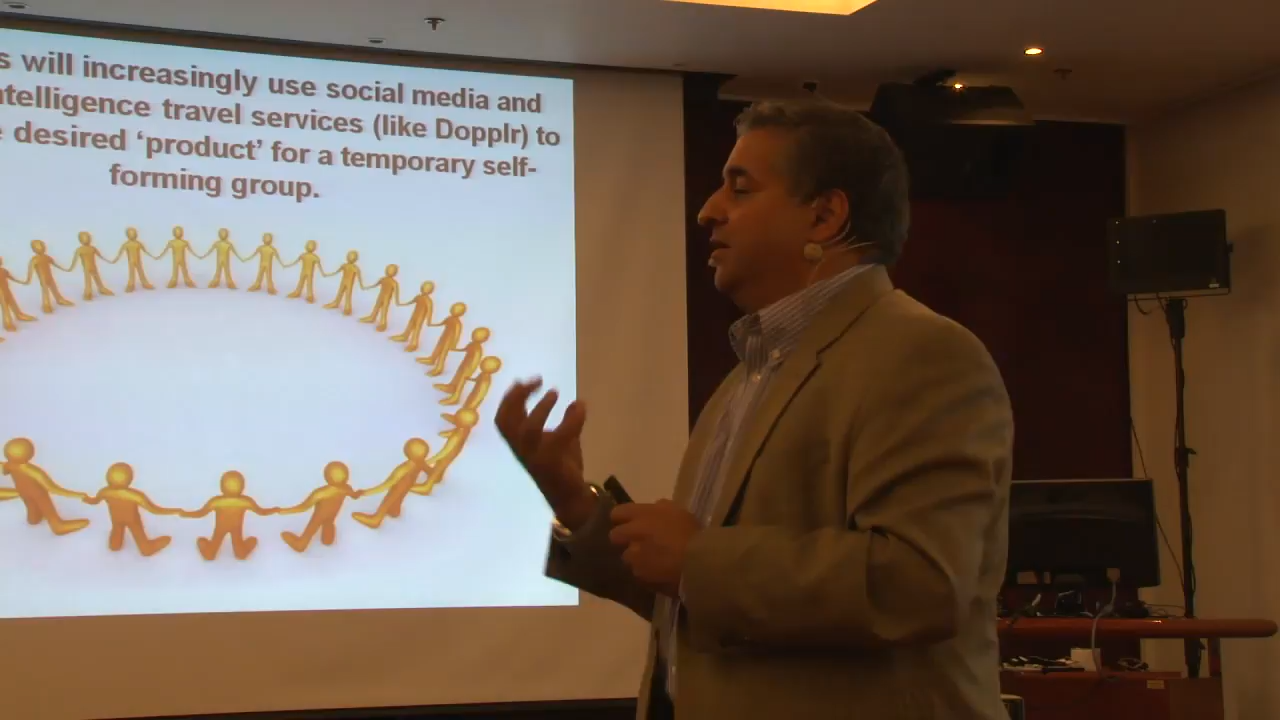 s will increasingly use social media and
ntelligence travel services (like Dopplr) to
e desired ‘product’ for a temporary self-
forming group.